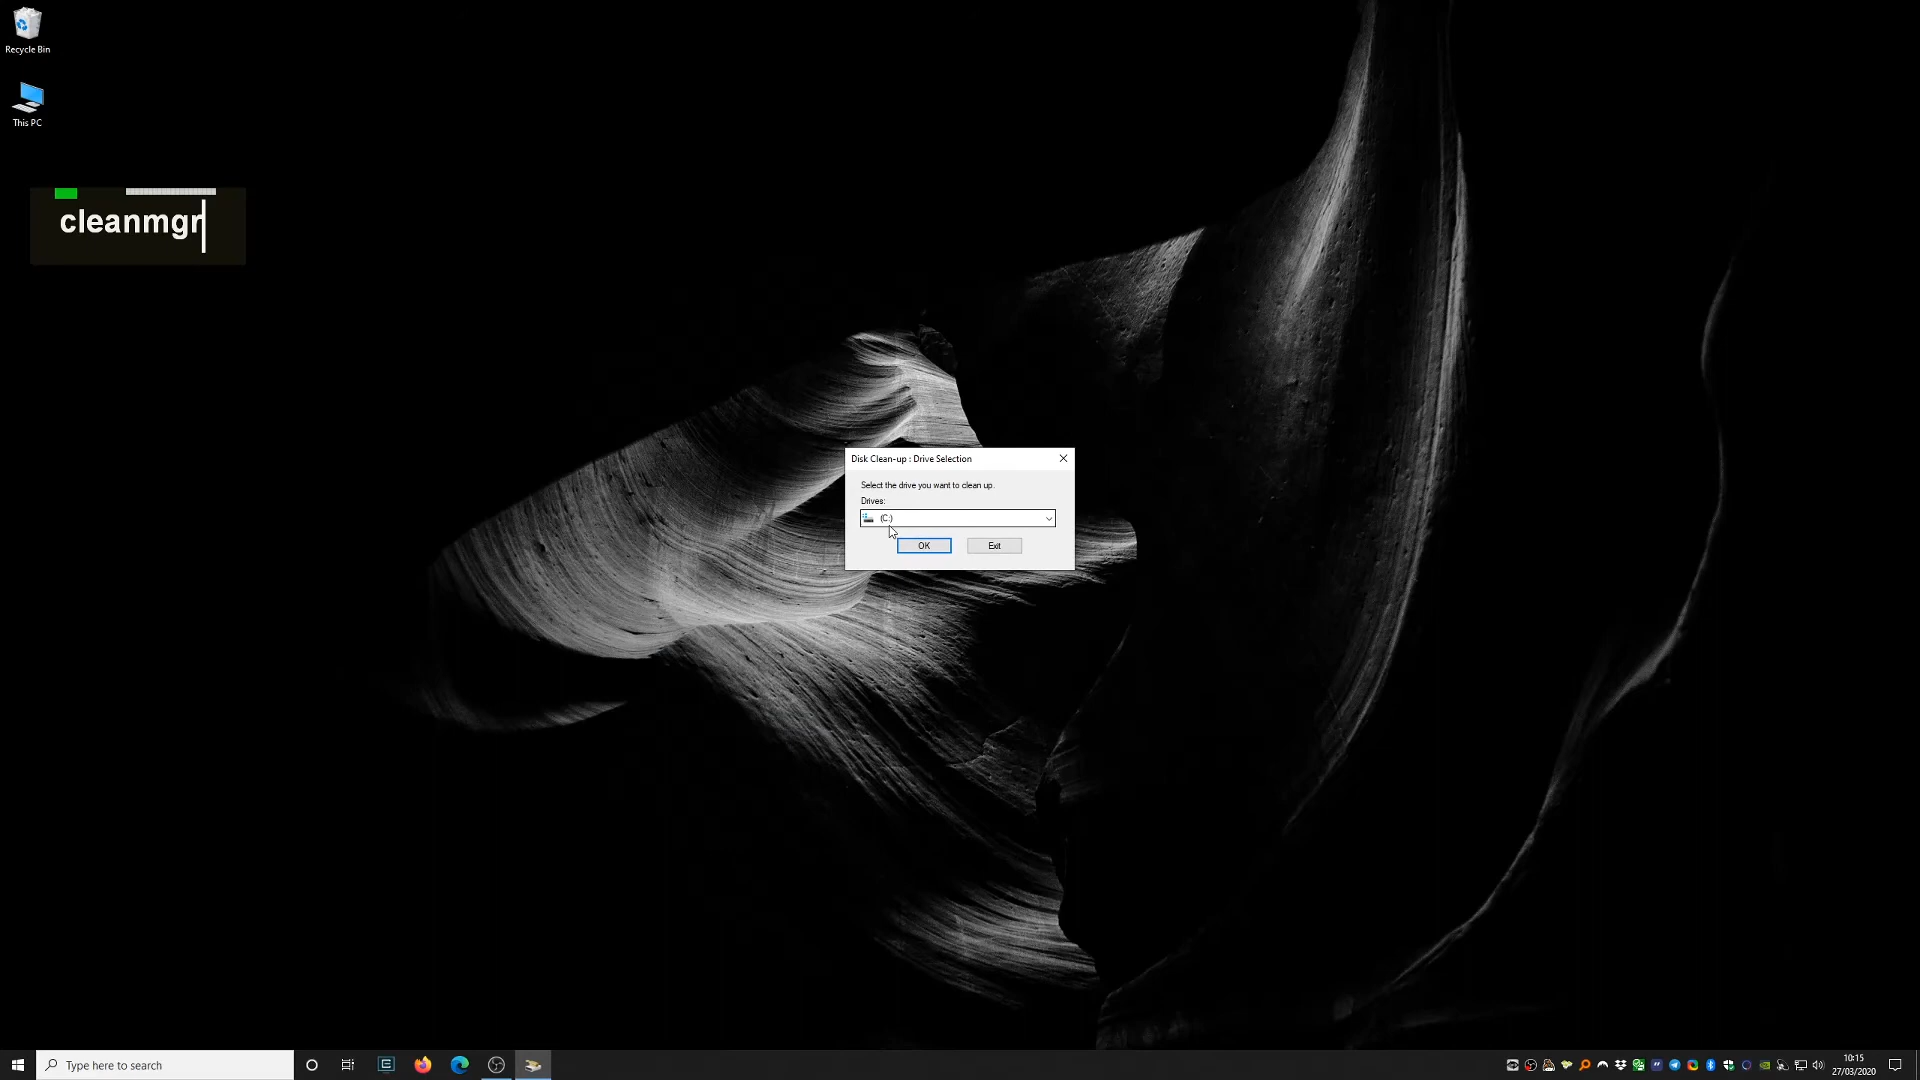 Recycle Bin
This PC
cleanmgr
Disk Clean-up : Drive Selection
Select the drive you want to clean up.
Drives:
(C:)
OK
Exit
Type here to search
10:15
27/03/2020